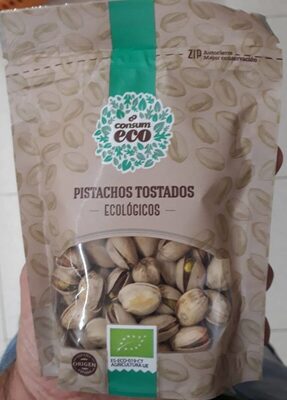 ZIP Autocierre
Mejor conservación
consum
eco
PISTACHOS TOSTADOS
ECOLÓGICOS
ORIGEN
ES-ECO-019-CT
AGRICULTURA UE